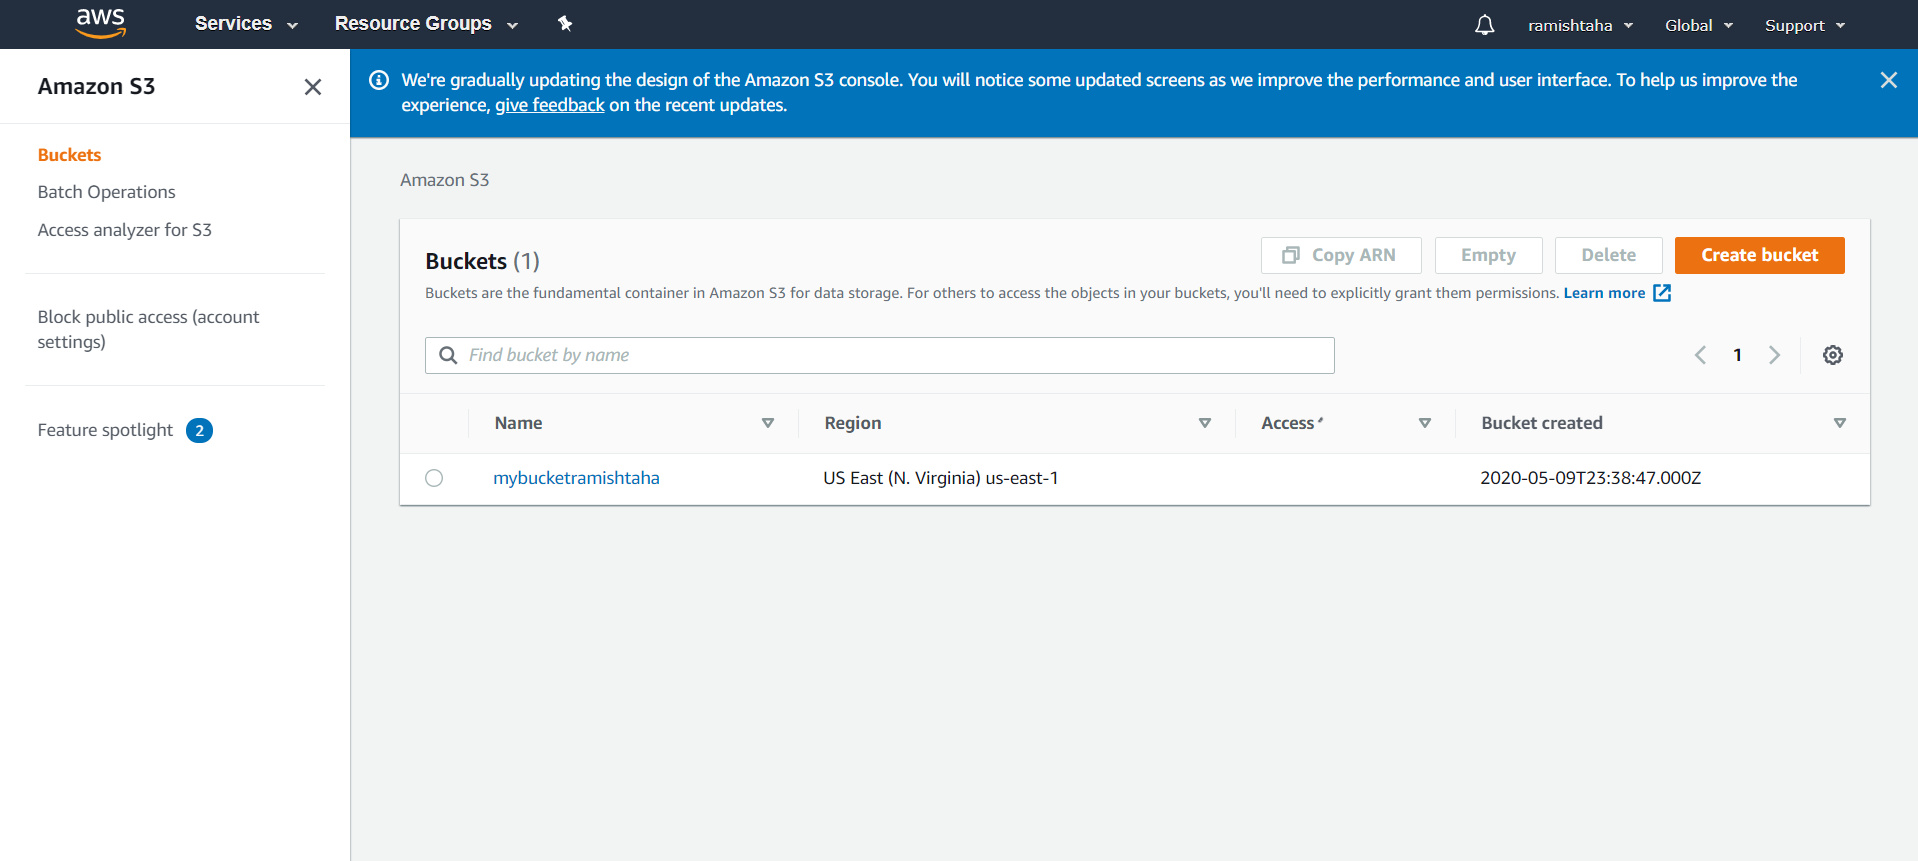 aws
Services
Resource Groups
ramishtaha
Global
Support
Amazon S3
Buckets
Batch Operations
Access analyzer for S3
Block public access (account
settings)
Feature spotlight 2
We're gradually updating the design of the Amazon S3 console. You will notice some updated screens as we improve the performance and user interface. To help us improve the
experience, give feedback on the recent updates.
Amazon S3
Buckets (1)
Copy ARN
Empty
Delete
Create bucket
Buckets are the fundamental container in Amazon S3 for data storage. For others to access the objects in your buckets, you'll need to explicitly grant them permissions. Learn more
Find bucket by name
1
Name
Region
Access
Bucket created
mybucketramishtaha
US East (N. Virginia) us-east-1
2020-05-09T23:38:47.000Z